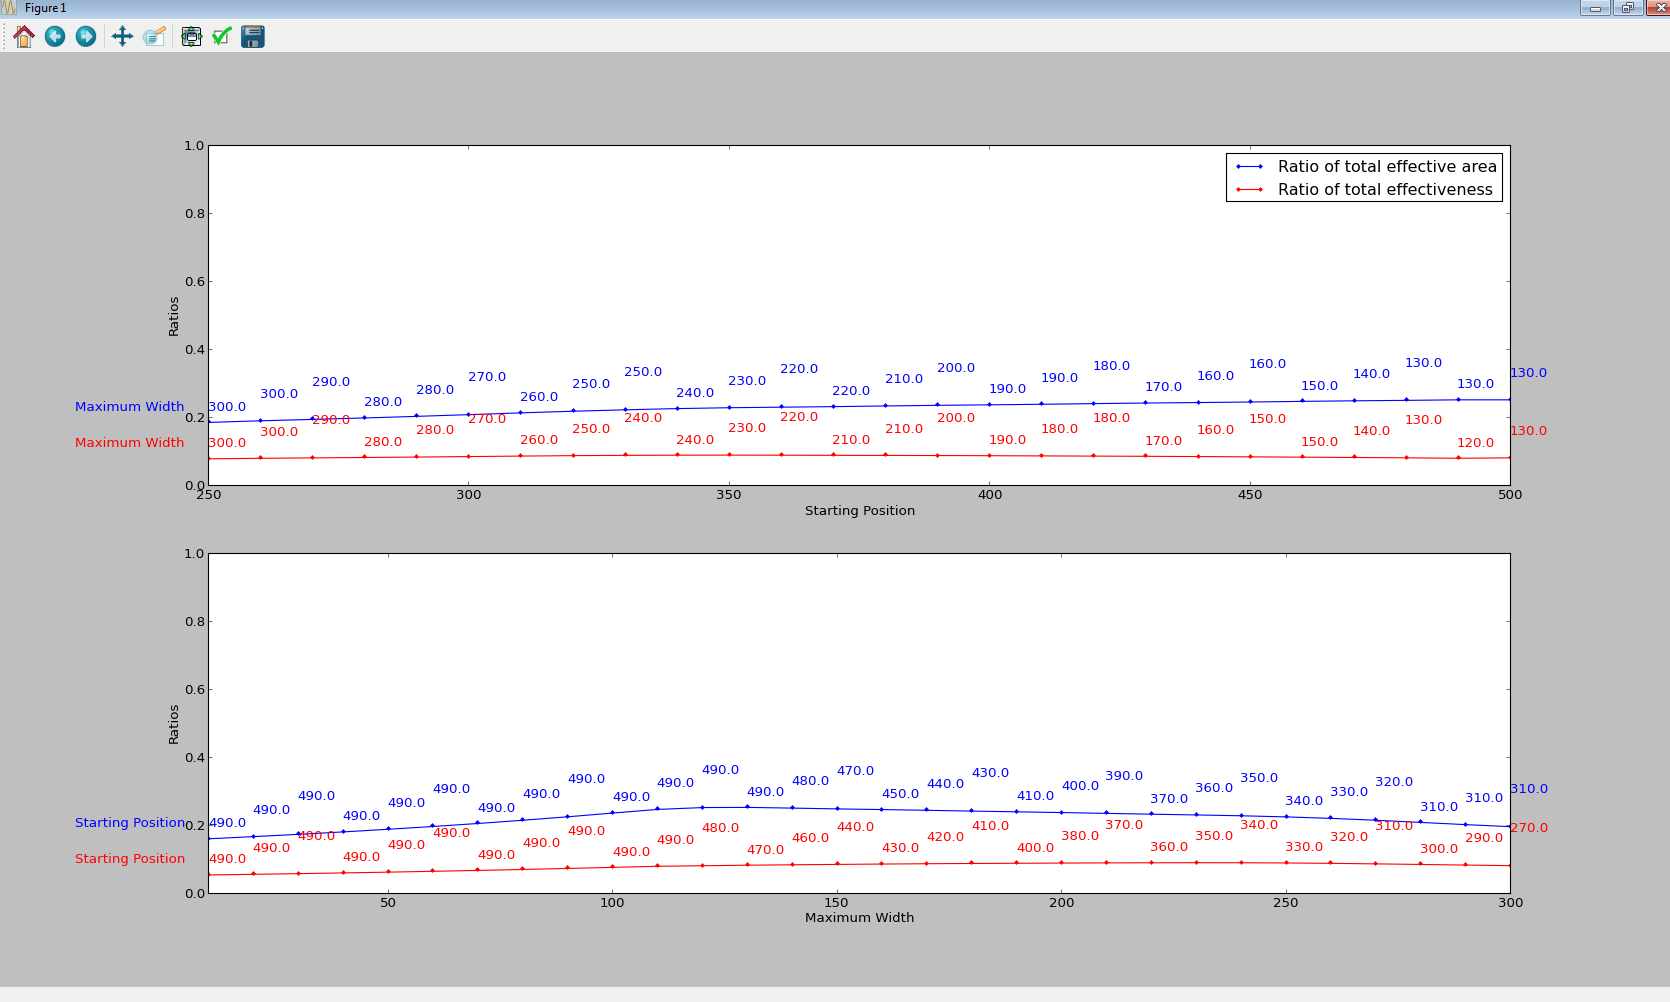 Figure 1
1.0
Ratio of total effective area
Ratio of total effectiveness
0.8
0.6
Ratios
0.4
0.2
0.0
Maximum Width 300.0 300.0 290.0 280.0 280.0 270.0 260.0 250.0 250.0 240.0 230.0 220.0 220.0 210.0 200.0 190.0 190.0 180.0 170.0 160.0 160.0 150.0 140.0 130.0 130.0 130.0
Maximum Width 300.0 300.0 290.0 280.0 280.0 270.0 260.0 250.0 240.0 240.0 230.0 220.0 210.0 210.0 200.0 190.0 180.0 180.0 170.0 160.0 150.0 150.0 140.0 130.0 120.0 130.0
250 300 350 400 450 500
Starting Position
1.0
0.8
0.6
Ratios
0.4
0.2
0.0
Starting Position 490.0 490.0 490.0 490.0 490.0 490.0 490.0 490.0 490.0 490.0 490.0 490.0 490.0 480.0 470.0 450.0 440.0 430.0 410.0 400.0 390.0 370.0 360.0 350.0 340.0 330.0 320.0 310.0 310.0 310.0
Starting Position 490.0 490.0 490.0 490.0 490.0 490.0 490.0 490.0 490.0 490.0 490.0 480.0 470.0 460.0 440.0 430.0 420.0 410.0 400.0 380.0 370.0 360.0 350.0 340.0 330.0 320.0 310.0 300.0 290.0 270.0
50 100 150 200 250 300
Maximum Width